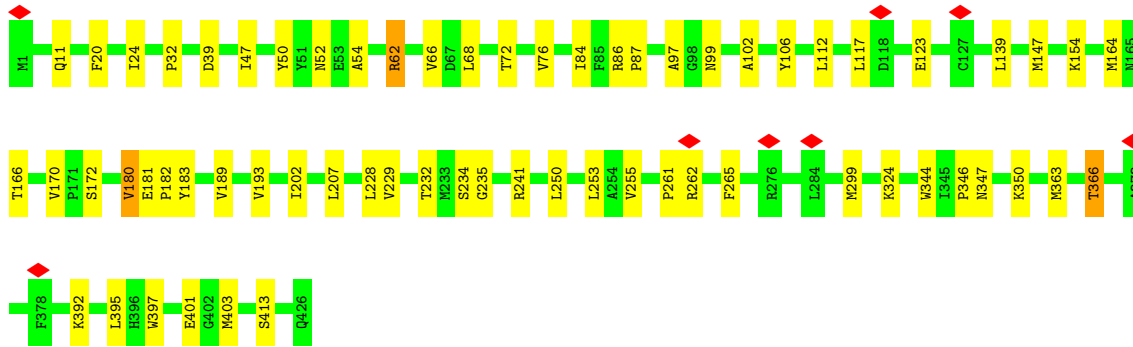 M1 Q11 F20 I24 P32 D39 I47 Y50 Y51 N52 E53 A54 R62 V66 D67 L68 T72 V76 I84 F85 R86 P87 A97 G98 N99 A102 Y106 L112 L117 D118 E123 C127 L139 M147 K154 M164 N165
T166 V170 P171 S172 V180 E181 P182 Y183 V189 V193 I202 L207 L228 V229 T232 M233 S234 G235 R241 L250 L253 A254 V255 P261 R262 F265 R276 L284 M299 K324 W344 I345 P346 N347 K350 M363 T366
F378 K392 L395 H396 W397 E401 G402 M403 S413 Q426